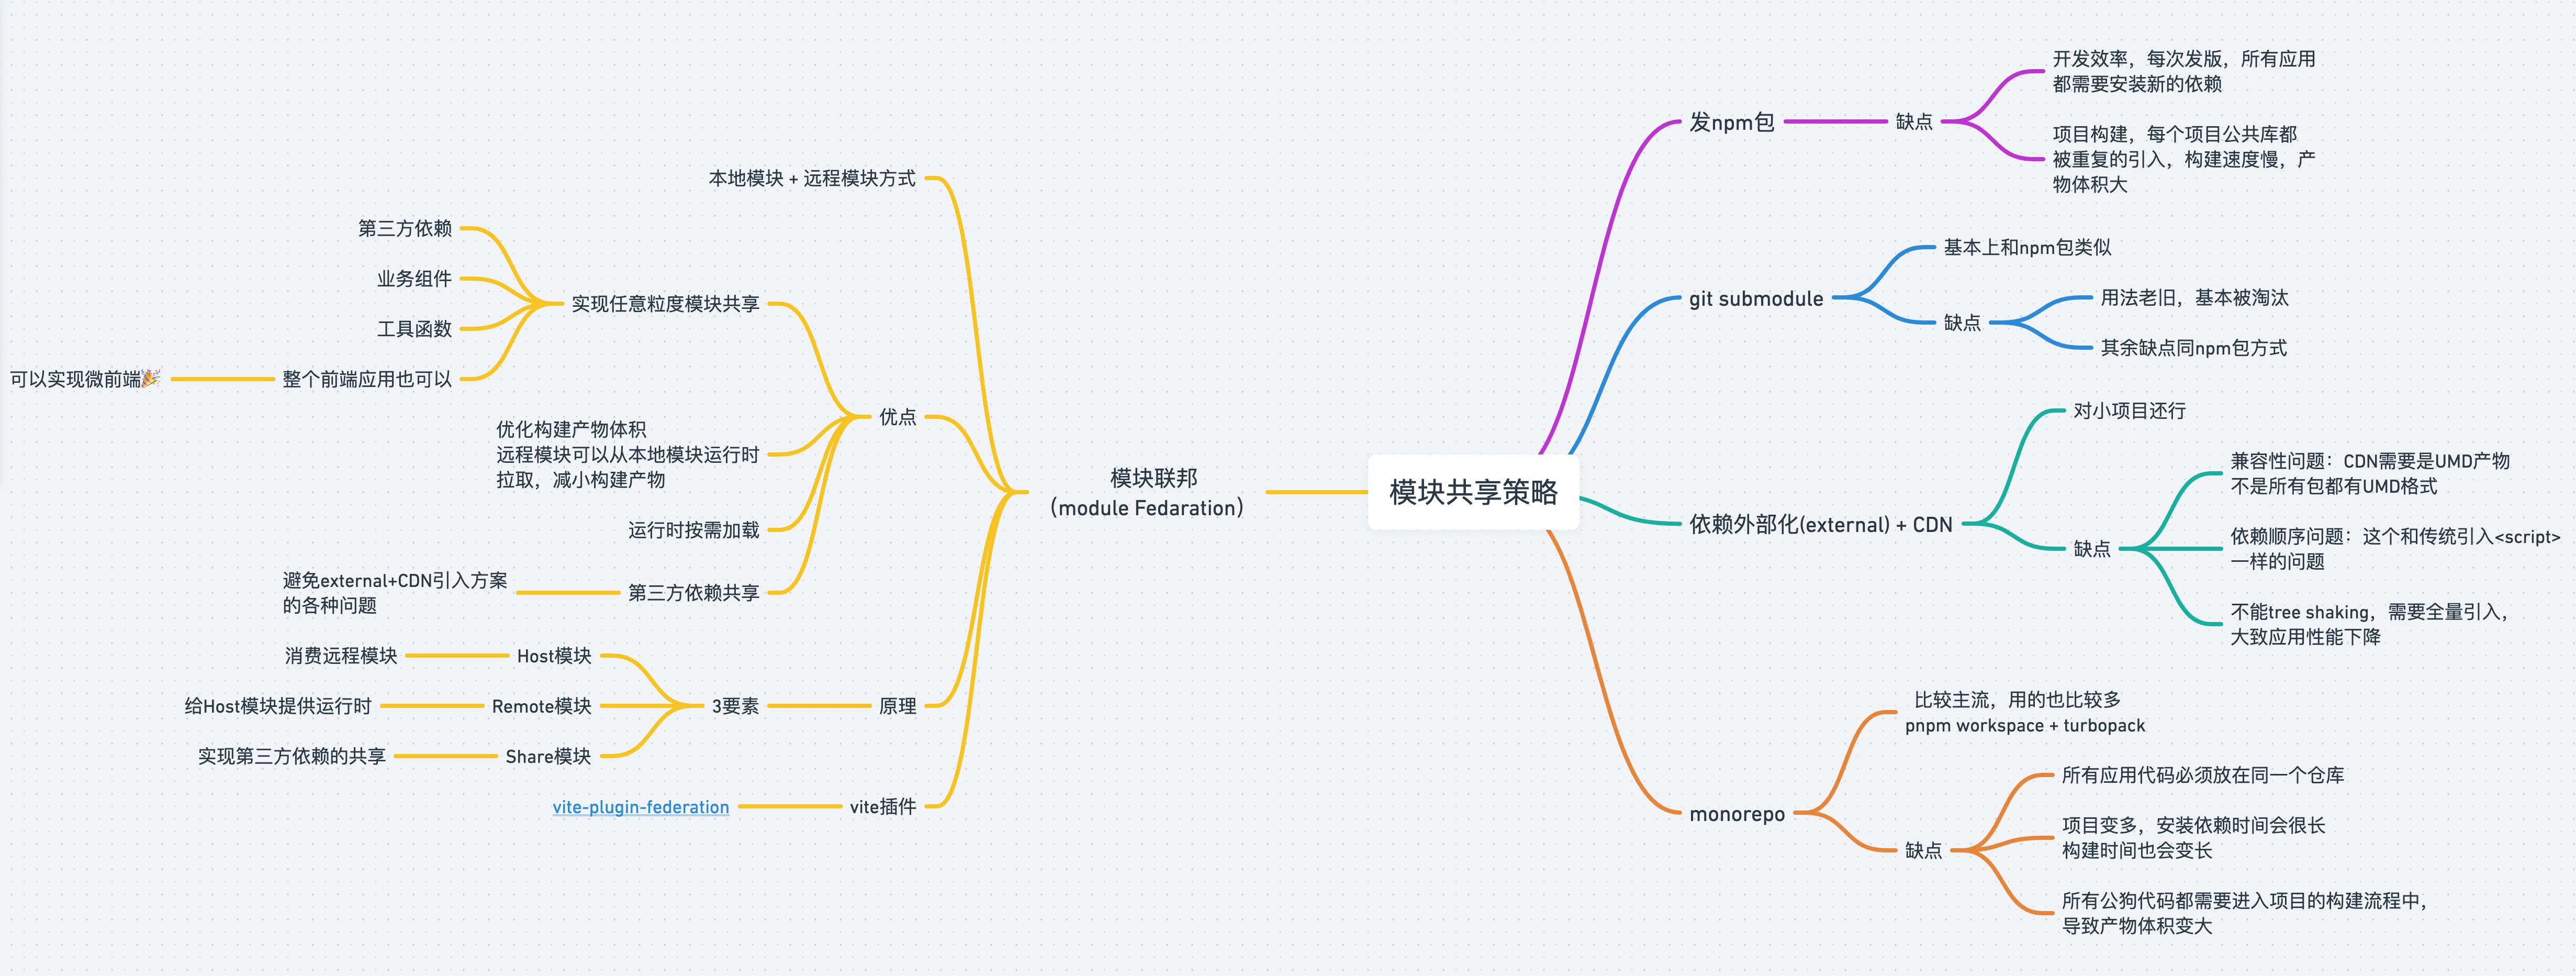 模块共享策略
发npm包
缺点
开发效率，每次发版，所有应用
都需要安装新的依赖
项目构建，每个项目公共库都
被重复的引入，构建速度慢，产
物体积大
git submodule
基本上和npm包类似
缺点
用法老旧，基本被淘汰
其余缺点同npm包方式
依赖外部化(external) + CDN
对小项目还行
缺点
兼容性问题：CDN需要是UMD产物
不是所有包都有UMD格式
依赖顺序问题：这个和传统引入<script>
一样的问题
不能tree shaking，需要全量引入，
大致应用性能下降
monorepo
比较主流，用的也比较多
pnpm workspace + turbopack
缺点
所有应用代码必须放在同一个仓库
项目变多，安装依赖时间会很长
构建时间也会变长
所有公狗代码都需要进入项目的构建流程中，
导致产物体积变大
模块联邦
（module Fedaration）
本地模块 + 远程模块方式
优点
实现任意粒度模块共享
第三方依赖
业务组件
工具函数
整个前端应用也可以
可以实现微前端🎉
优化构建产物体积
远程模块可以从本地模块运行时
拉取，减小构建产物
运行时按需加载
第三方依赖共享
避免external+CDN引入方案
的各种问题
原理
3要素
Host模块
消费远程模块
Remote模块
给Host模块提供运行时
Share模块
实现第三方依赖的共享
vite插件
vite-plugin-federation